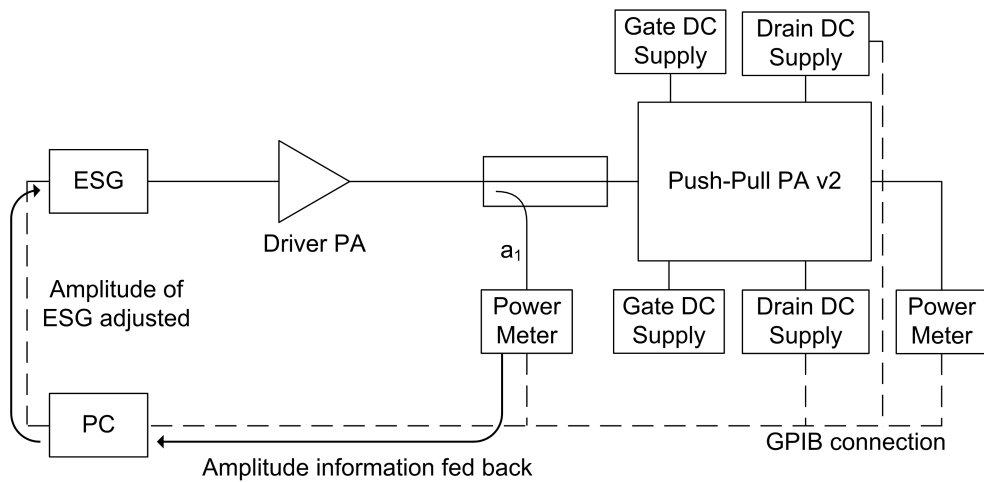 Gate DC
Supply
Drain DC
Supply
ESG
Push-Pull PA v2
Driver PA
a₁
Amplitude of
ESG adjusted
Power
Meter
Gate DC
Supply
Drain DC
Supply
Power
Meter
PC
GPIB connection
Amplitude information fed back